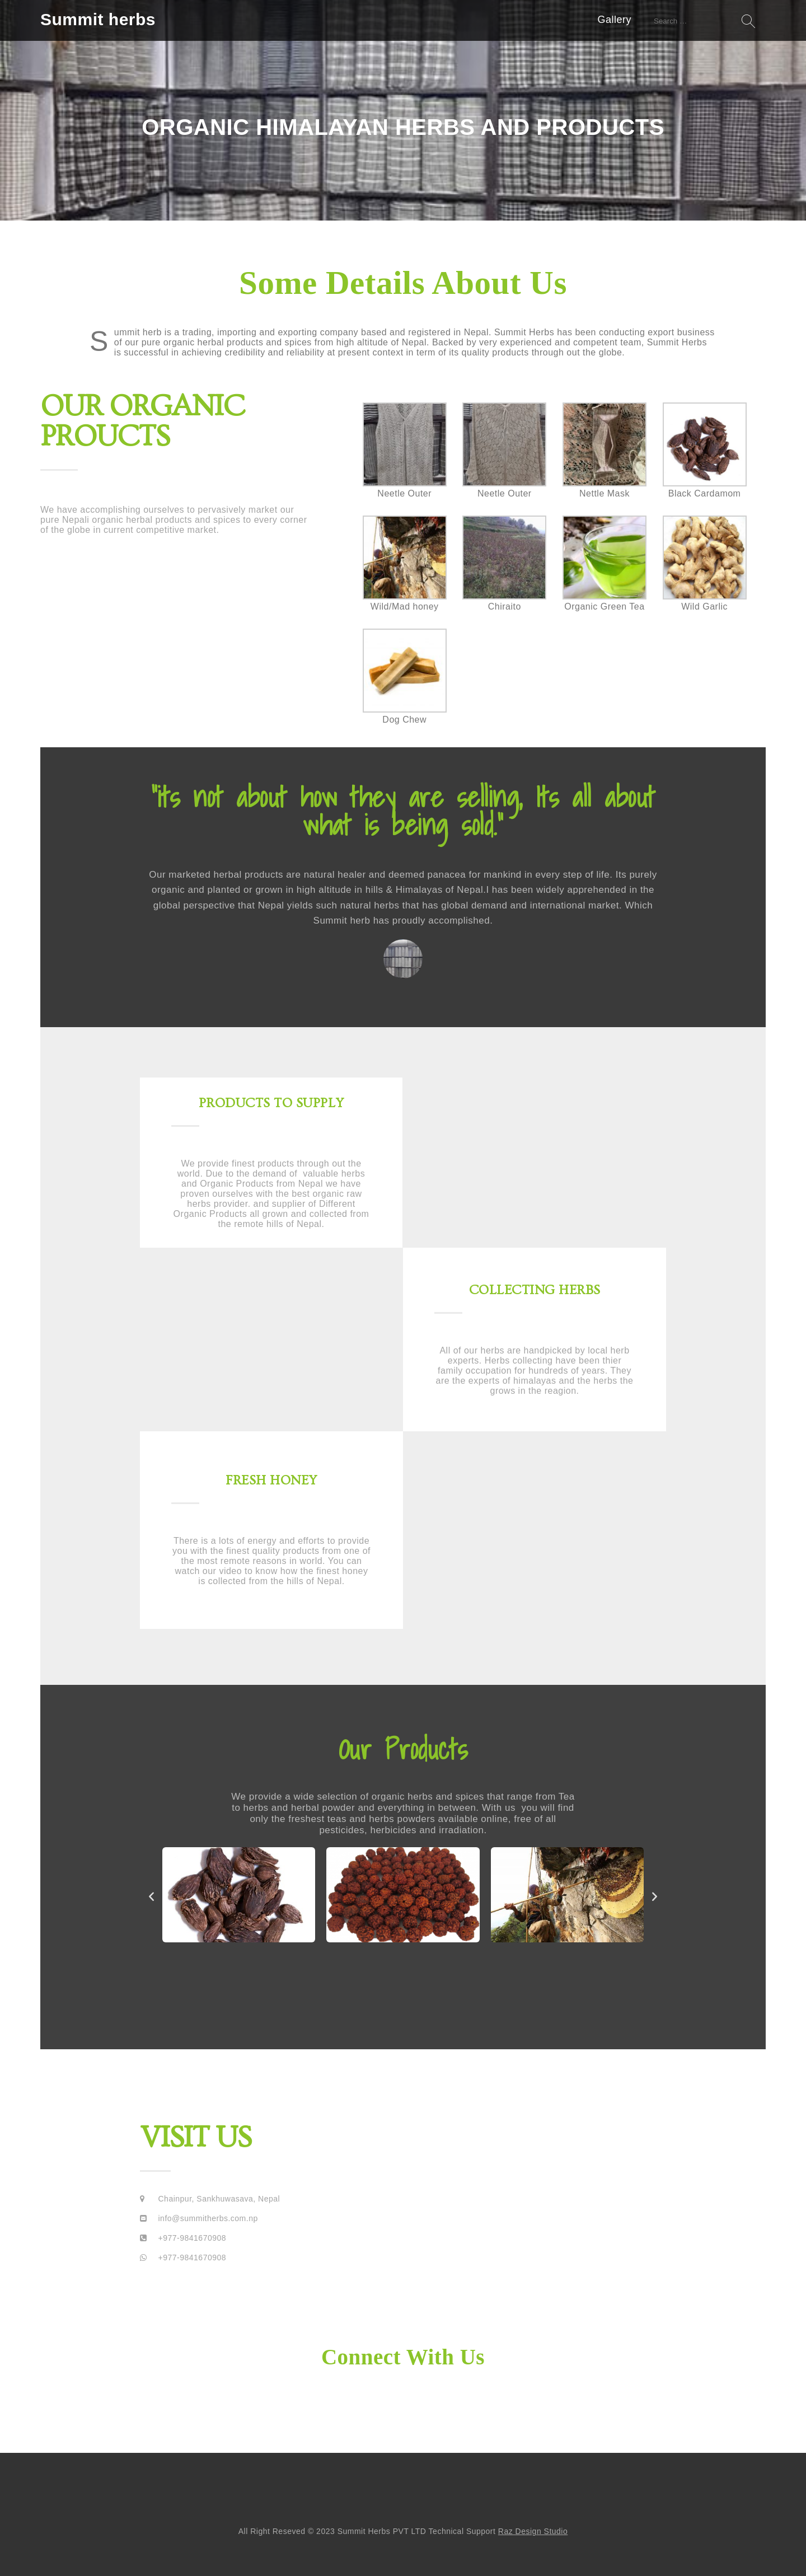 Summit herbs
Gallery
Search …
ORGANIC HIMALAYAN HERBS AND PRODUCTS
Some Details About Us
Summit herb is a trading, importing and exporting company based and registered in Nepal. Summit Herbs has been conducting export business
of our pure organic herbal products and spices from high altitude of Nepal. Backed by very experienced and competent team, Summit Herbs
is successful in achieving credibility and reliability at present context in term of its quality products through out the globe.
OUR ORGANIC
PROUCTS
We have accomplishing ourselves to pervasively market our
pure Nepali organic herbal products and spices to every corner
of the globe in current competitive market.
Neetle Outer
Neetle Outer
Nettle Mask
Black Cardamom
Wild/Mad honey
Chiraito
Organic Green Tea
Wild Garlic
Dog Chew
"its not about how they are selling, Its all about
what is being sold."
Our marketed herbal products are natural healer and deemed panacea for mankind in every step of life. Its purely
organic and planted or grown in high altitude in hills & Himalayas of Nepal.I has been widely apprehended in the
global perspective that Nepal yields such natural herbs that has global demand and international market. Which
Summit herb has proudly accomplished.
PRODUCTS TO SUPPLY
We provide finest products through out the
world. Due to the demand of  valuable herbs
and Organic Products from Nepal we have
proven ourselves with the best organic raw
herbs provider. and supplier of Different
Organic Products all grown and collected from
the remote hills of Nepal.
COLLECTING HERBS
All of our herbs are handpicked by local herb
experts. Herbs collecting have been thier
family occupation for hundreds of years. They
are the experts of himalayas and the herbs the
grows in the reagion.
FRESH HONEY
There is a lots of energy and efforts to provide
you with the finest quality products from one of
the most remote reasons in world. You can
watch our video to know how the finest honey
is collected from the hills of Nepal.
Our Products
We provide a wide selection of organic herbs and spices that range from Tea
to herbs and herbal powder and everything in between. With us  you will find
only the freshest teas and herbs powders available online, free of all
pesticides, herbicides and irradiation.
VISIT US
Chainpur, Sankhuwasava, Nepal
info@summitherbs.com.np
+977-9841670908
+977-9841670908
Connect With Us
All Right Reseved © 2023 Summit Herbs PVT LTD Technical Support Raz Design Studio